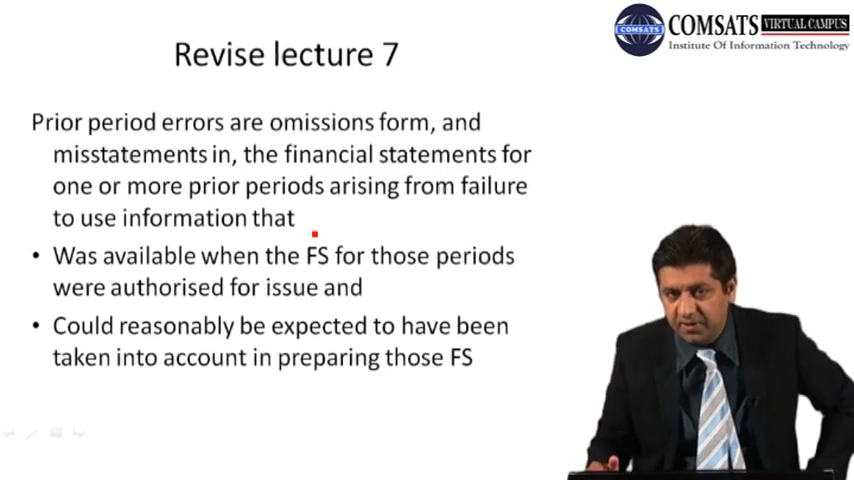 COMSATS VIRTUAL CAMPUS
COMSATS
Institute Of Information Technology
Revise lecture 7
Prior period errors are omissions form, and
misstatements in, the financial statements for
one or more prior periods arising from failure
to use information that
• Was available when the FS for those periods
were authorised for issue and
• Could reasonably be expected to have been
taken into account in preparing those FS